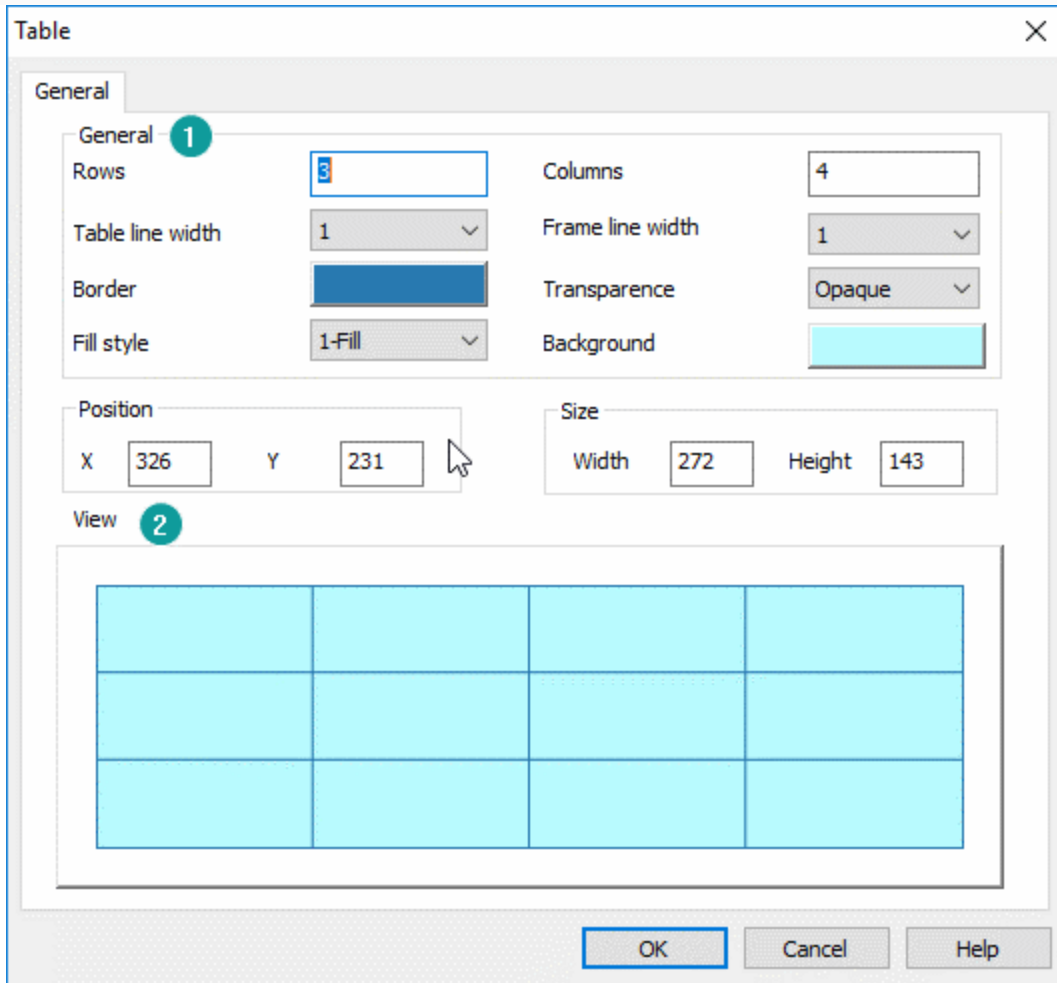 Table
General
General 1
Rows 3 Columns 4
Table line width 1 Frame line width 1
Border Transparence Opaque
Fill style 1-Fill Background
Position Size
X 326 Y 231 Width 272 Height 143
View 2
OK Cancel Help